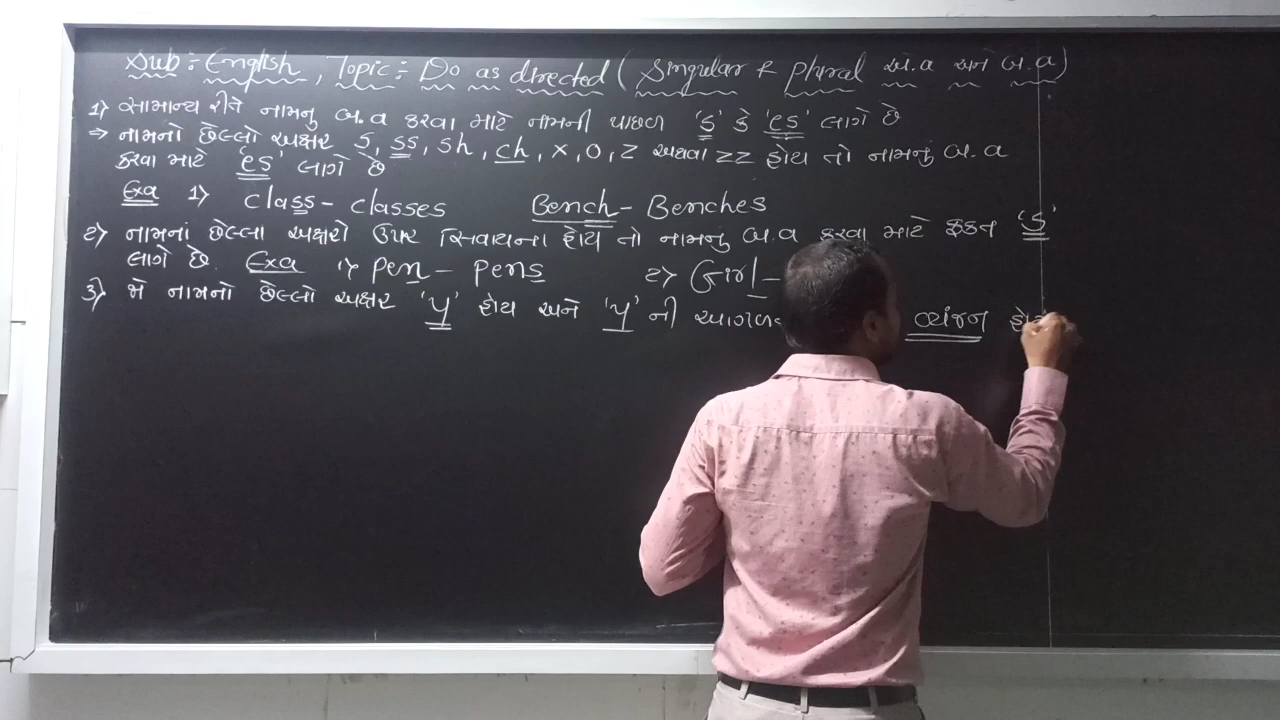 Sub:- English, Topic:- Do as directed ( Singular & Plural એ.વ અને બ.વ )
1) સામાન્ય રીતે નામનુ બ.વ કરવા માટે નામની પાછળ 'S' કે 'es' લાગે છે
⇒ નામનો છેલ્લો અક્ષર S, ss, sh, ch, x, o, z અથવા zz હોય તો નામનુ બ.વ
કરવા માટે 'es' લાગે છે
Exa 1) class - classes Bench - Benches
2) નામનાં છેલ્લા અક્ષરો ઉપર સિવાયના હોય તો નામનુ બ.વ કરવા માટે ફકત 'S'
લાગે છે. Exa 1) Pen - Pens 2) Girl -
3) જો નામનો છેલ્લો અક્ષર 'y' હોય અને 'y' ની આગળ વ્યંજન હોય